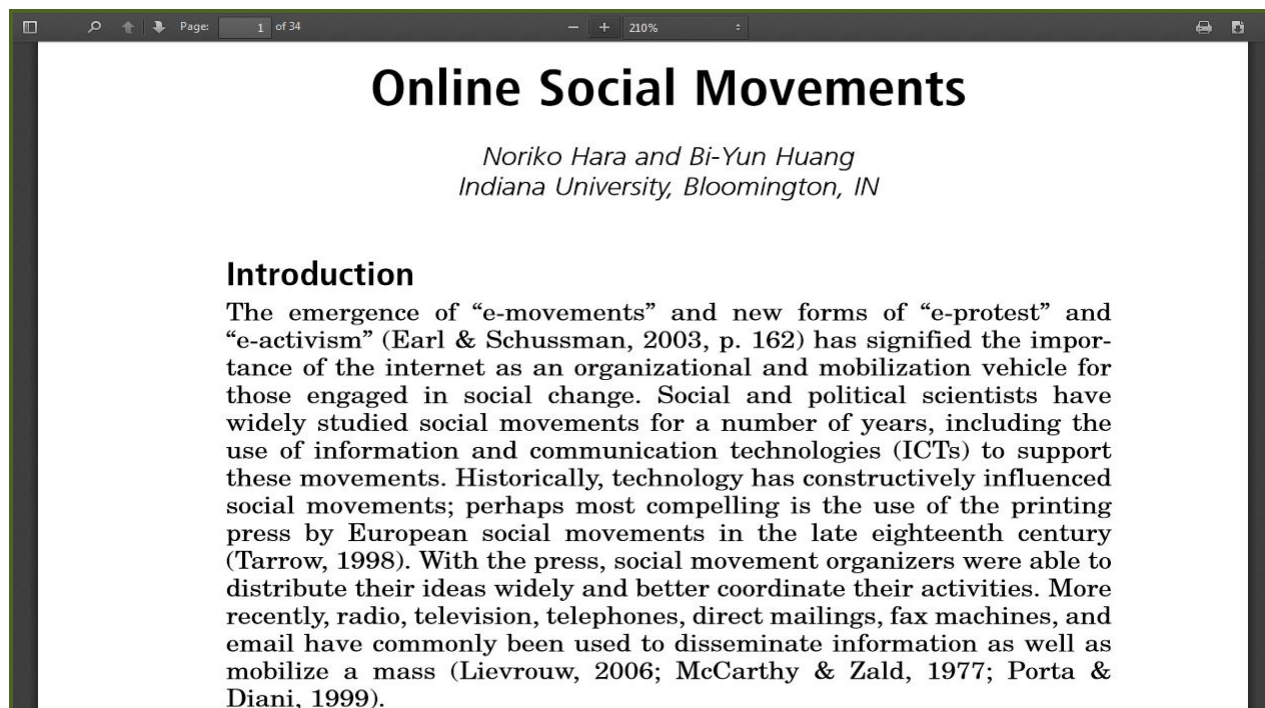 Page: 1 of 34 210%
Online Social Movements
Noriko Hara and Bi-Yun Huang
Indiana University, Bloomington, IN
Introduction
The emergence of “e-movements” and new forms of “e-protest” and
“e-activism” (Earl & Schussman, 2003, p. 162) has signified the impor-
tance of the internet as an organizational and mobilization vehicle for
those engaged in social change. Social and political scientists have
widely studied social movements for a number of years, including the
use of information and communication technologies (ICTs) to support
these movements. Historically, technology has constructively influenced
social movements; perhaps most compelling is the use of the printing
press by European social movements in the late eighteenth century
(Tarrow, 1998). With the press, social movement organizers were able to
distribute their ideas widely and better coordinate their activities. More
recently, radio, television, telephones, direct mailings, fax machines, and
email have commonly been used to disseminate information as well as
mobilize a mass (Lievrouw, 2006; McCarthy & Zald, 1977; Porta &
Diani, 1999).